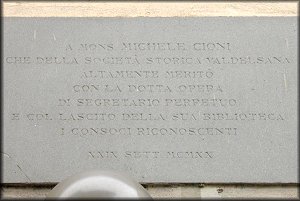 A MONS MICHELE CIONI
CHE DELLA SOCIETÀ STORICA VALDELSANA
ALTAMENTE MERITÒ
CON LA DOTTA OPERA
DI SEGRETARIO PERPETUO
E COL LASCITO DELLA SUA BIBLIOTECA
I CONSOCI RICONOSCENTI
XXIX SETT MCMXX